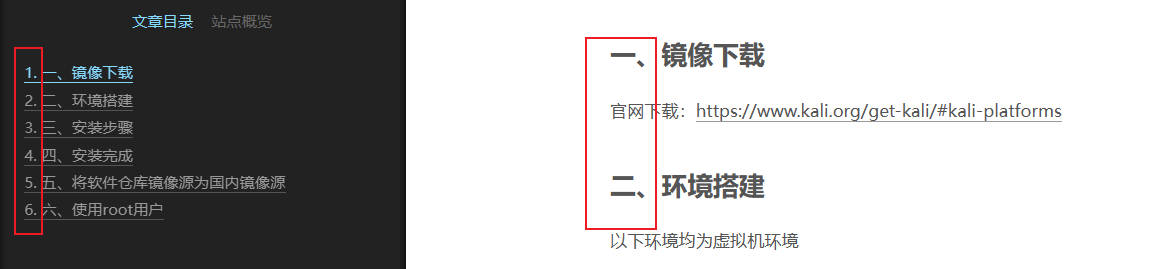 文章目录 站点概览
1. 一、镜像下载
2. 二、环境搭建
3. 三、安装步骤
4. 四、安装完成
5. 五、将软件仓库镜像源为国内镜像源
6. 六、使用root用户
一、镜像下载
官网下载：https://www.kali.org/get-kali/#kali-platforms
二、环境搭建
以下环境均为虚拟机环境